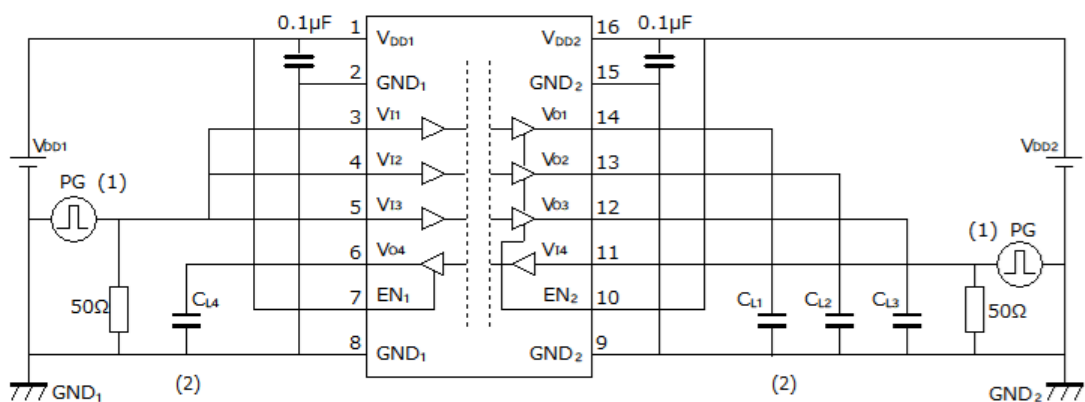 0.1μF
1
16
0.1μF
VDD1
VDD2
2
15
GND1
GND2
3
14
VI1
VO1
VDD1
VDD2
4
13
VI2
VO2
PG (1)
5
12
VI3
VO3
(1) PG
6
11
VO4
VI4
50Ω
CL4
7
10
EN1
EN2
CL1
CL2
CL3
50Ω
8
9
GND1
GND2
GND1
(2)
(2)
GND2